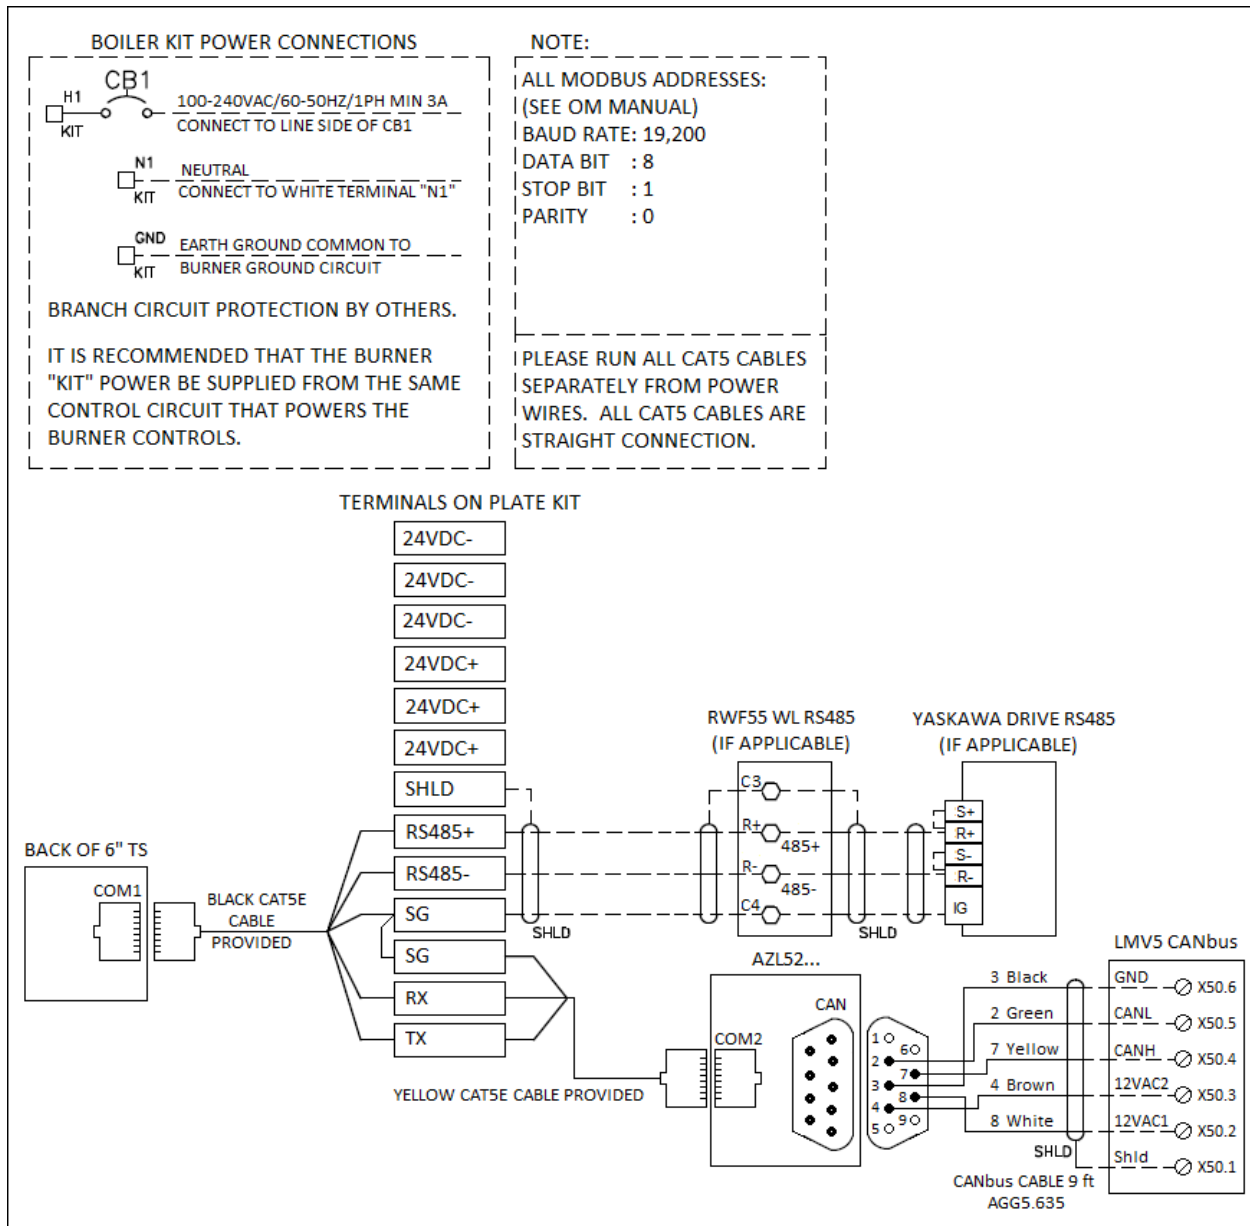 BOILER KIT POWER CONNECTIONS
CB1
H1
KIT
100-240VAC/60-50HZ/1PH MIN 3A
CONNECT TO LINE SIDE OF CB1
N1
KIT
NEUTRAL
CONNECT TO WHITE TERMINAL "N1"
GND
KIT
EARTH GROUND COMMON TO
BURNER GROUND CIRCUIT
BRANCH CIRCUIT PROTECTION BY OTHERS.
IT IS RECOMMENDED THAT THE BURNER
"KIT" POWER BE SUPPLIED FROM THE SAME
CONTROL CIRCUIT THAT POWERS THE
BURNER CONTROLS.
NOTE:
ALL MODBUS ADDRESSES:
(SEE OM MANUAL)
BAUD RATE: 19,200
DATA BIT : 8
STOP BIT : 1
PARITY : 0
PLEASE RUN ALL CAT5 CABLES
SEPARATELY FROM POWER
WIRES. ALL CAT5 CABLES ARE
STRAIGHT CONNECTION.
TERMINALS ON PLATE KIT
24VDC-
24VDC-
24VDC-
24VDC+
24VDC+
24VDC+
SHLD
RS485+
RS485-
SG
SG
RX
TX
BACK OF 6" TS
COM1
BLACK CAT5E
CABLE
PROVIDED
SHLD
RWF55 WL RS485
(IF APPLICABLE)
C3
R+
485+
R-
485-
C4
SHLD
YASKAWA DRIVE RS485
(IF APPLICABLE)
S+
R+
S-
R-
IG
YELLOW CAT5E CABLE PROVIDED
AZL52...
COM2
CAN
1
6
2
7
3
8
4
9
5
3 Black
2 Green
7 Yellow
4 Brown
8 White
SHLD
CANbus CABLE 9 ft
AGG5.635
LMV5 CANbus
GND X50.6
CANL X50.5
CANH X50.4
12VAC2 X50.3
12VAC1 X50.2
Shld X50.1